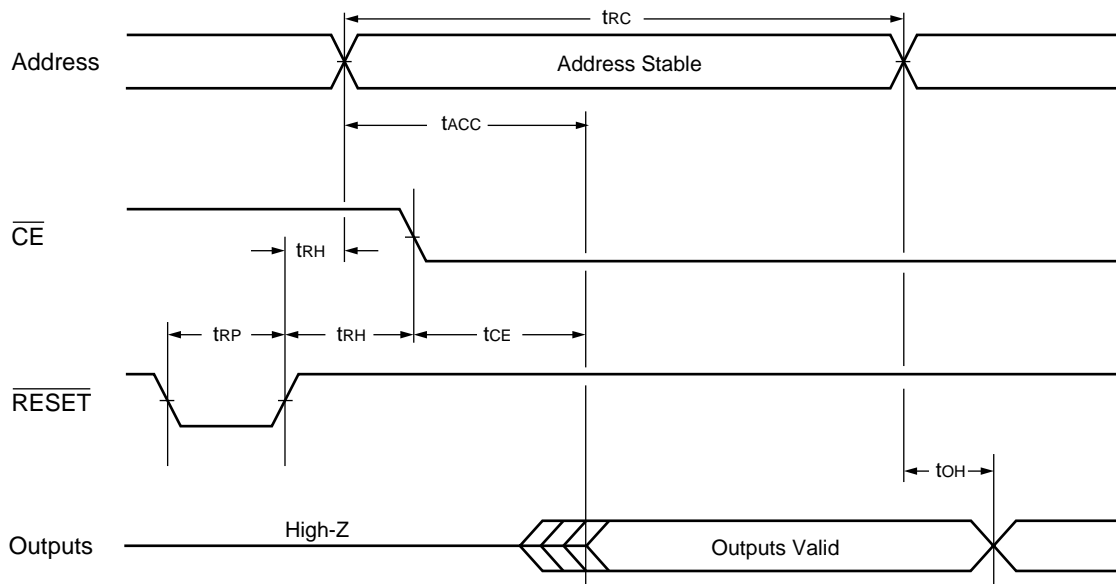 tRC
Address
Address Stable
tACC
CE
tRH
tRP
tRH
tCE
RESET
tOH
High-Z
Outputs
Outputs Valid